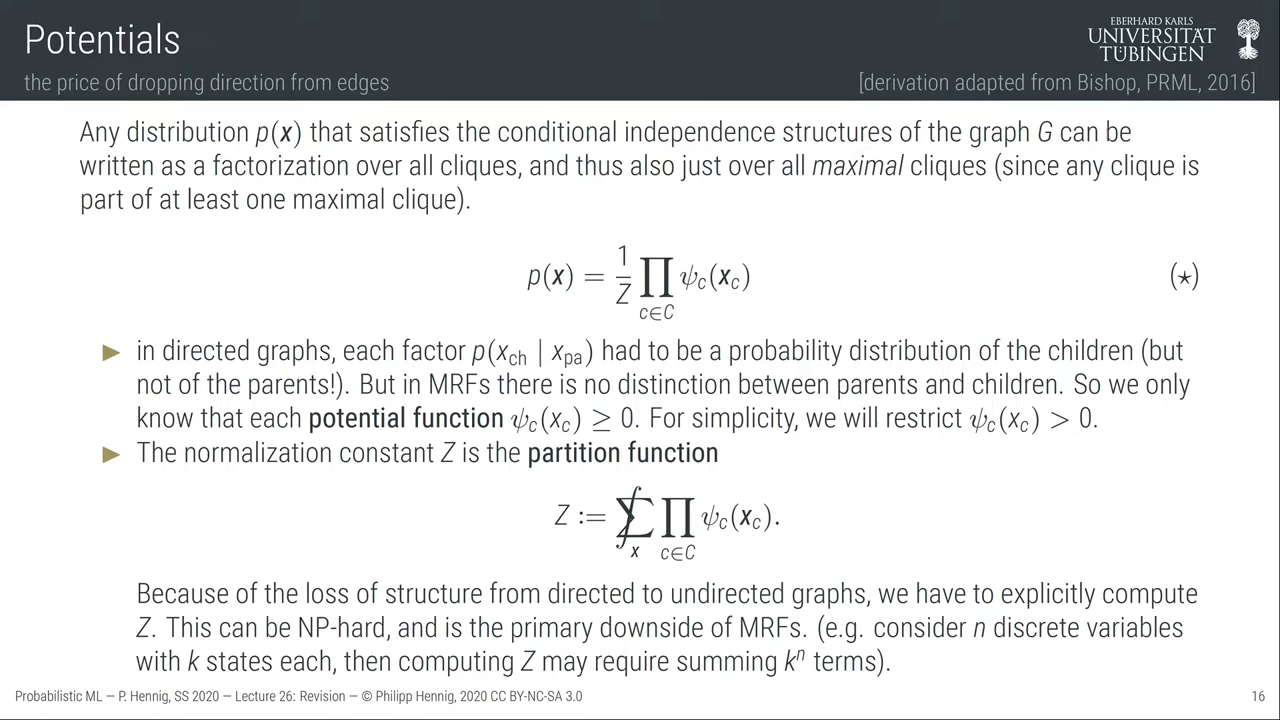 Potentials
EBERHARD KARLS
UNIVERSITÄT
TÜBINGEN
the price of dropping direction from edges
[derivation adapted from Bishop, PRML, 2016]
Any distribution p(x) that satisfies the conditional independence structures of the graph G can be
written as a factorization over all cliques, and thus also just over all maximal cliques (since any clique is
part of at least one maximal clique).
p(x) = 1/Z ∏_{c∈C} ψ_c(x_c) (⋆)
▶ in directed graphs, each factor p(x_ch | x_pa) had to be a probability distribution of the children (but
not of the parents!). But in MRFs there is no distinction between parents and children. So we only
know that each potential function ψ_c(x_c) ≥ 0. For simplicity, we will restrict ψ_c(x_c) > 0.
▶ The normalization constant Z is the partition function
Z := ⨋_x ∏_{c∈C} ψ_c(x_c).
Because of the loss of structure from directed to undirected graphs, we have to explicitly compute
Z. This can be NP-hard, and is the primary downside of MRFs. (e.g. consider n discrete variables
with k states each, then computing Z may require summing k^n terms).
Probabilistic ML — P. Hennig, SS 2020 — Lecture 26: Revision — © Philipp Hennig, 2020 CC BY-NC-SA 3.0
16